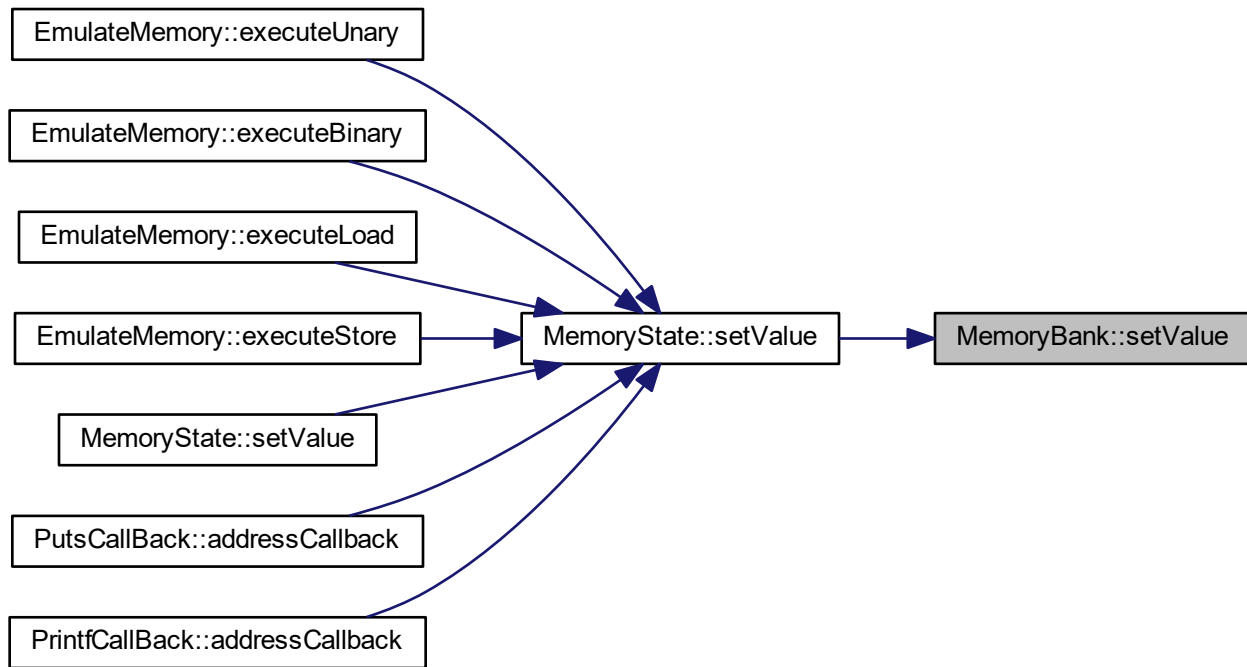 EmulateMemory::executeUnary
EmulateMemory::executeBinary
EmulateMemory::executeLoad
EmulateMemory::executeStore
MemoryState::setValue
PutsCallBack::addressCallback
PrintfCallBack::addressCallback
MemoryState::setValue
MemoryBank::setValue